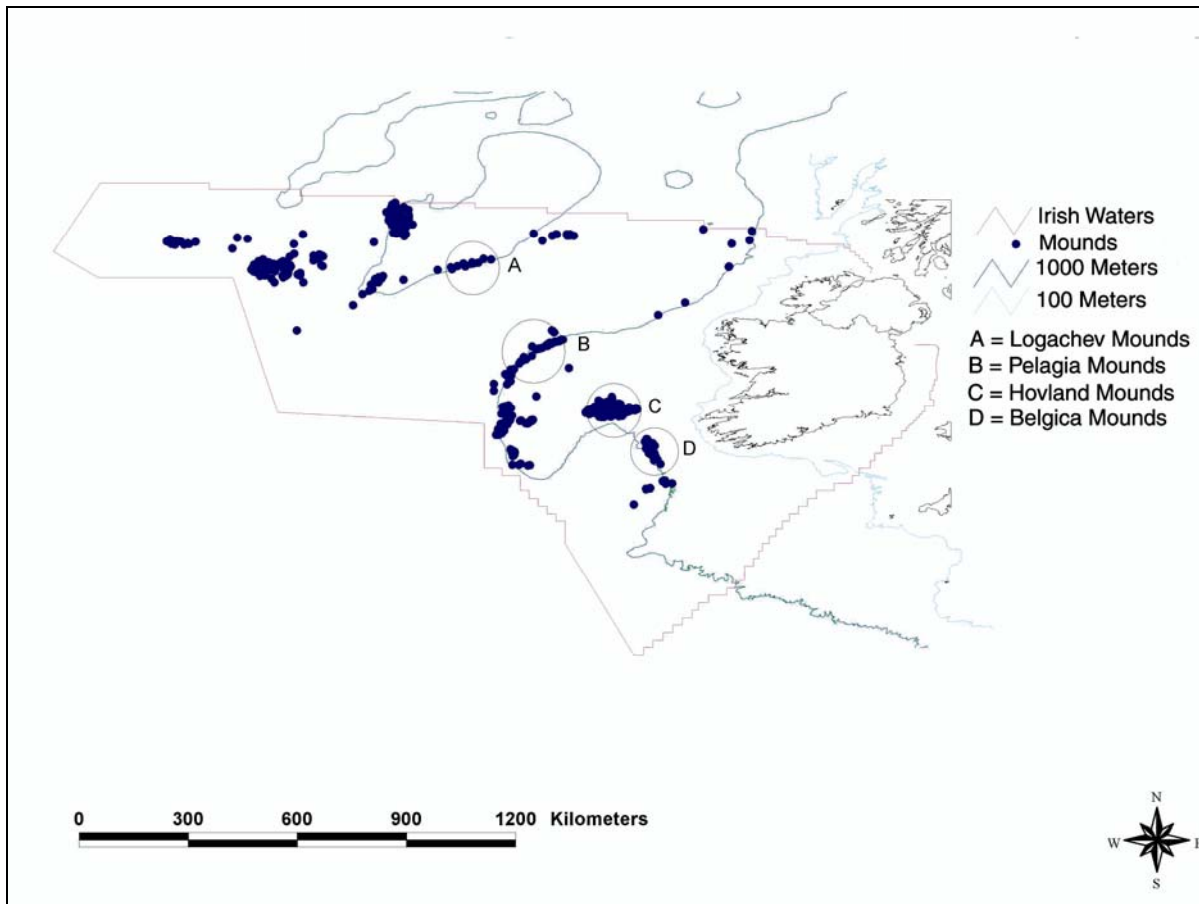 A
B
C
D
Irish Waters
Mounds
1000 Meters
100 Meters
A = Logachev Mounds
B = Pelagia Mounds
C = Hovland Mounds
D = Belgica Mounds
0 300 600 900 1200 Kilometers
N
W E
S